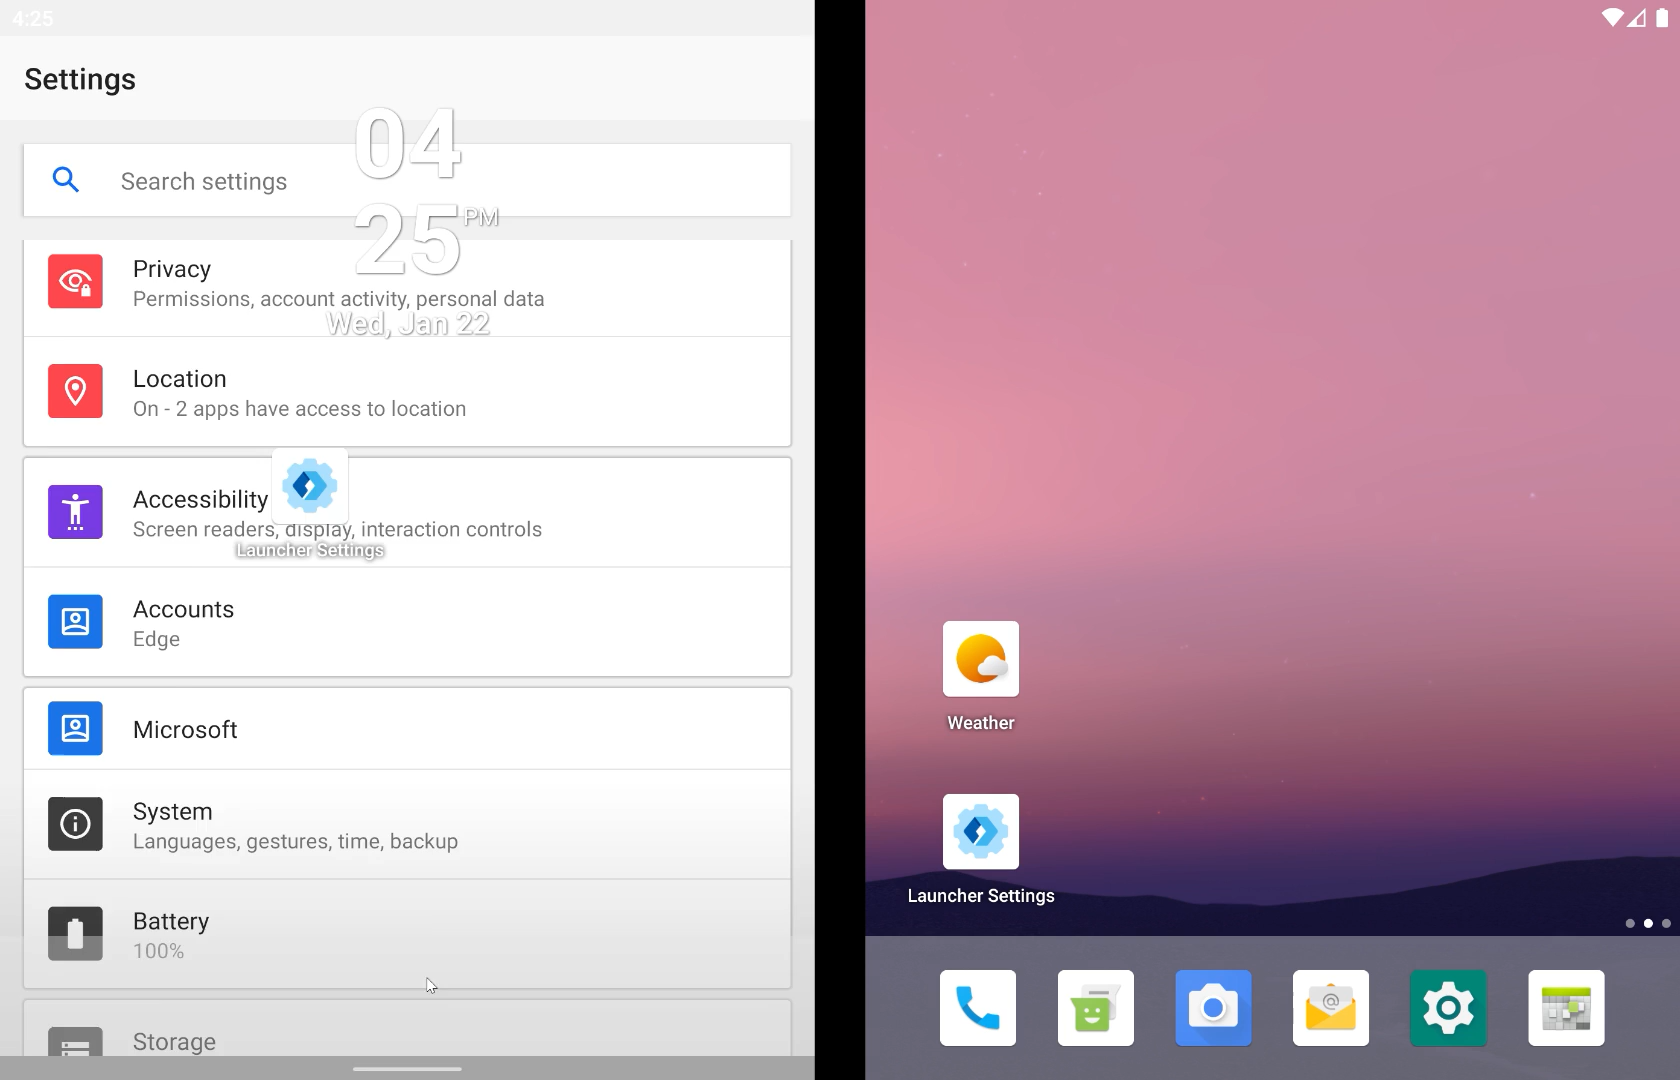 4:25
Settings
04
25 PM
Wed, Jan 22
Search settings
Privacy
Permissions, account activity, personal data
Location
On - 2 apps have access to location
Accessibility
Screen readers, display, interaction controls
Launcher Settings
Accounts
Edge
Microsoft
System
Languages, gestures, time, backup
Battery
100%
Storage
Weather
Launcher Settings